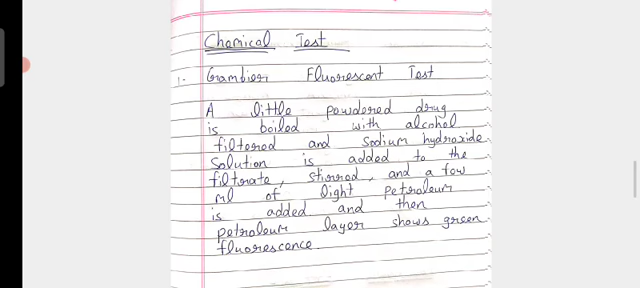 Chemical Test
1- Gambier Fluorescent Test
A little powdered drug
is boiled with alcohol
filtered and sodium hydroxide
Solution is added to the
filtrate, stirred, and a few
ml of light petroleum
is added and then
petroleum layer shows green
fluorescence